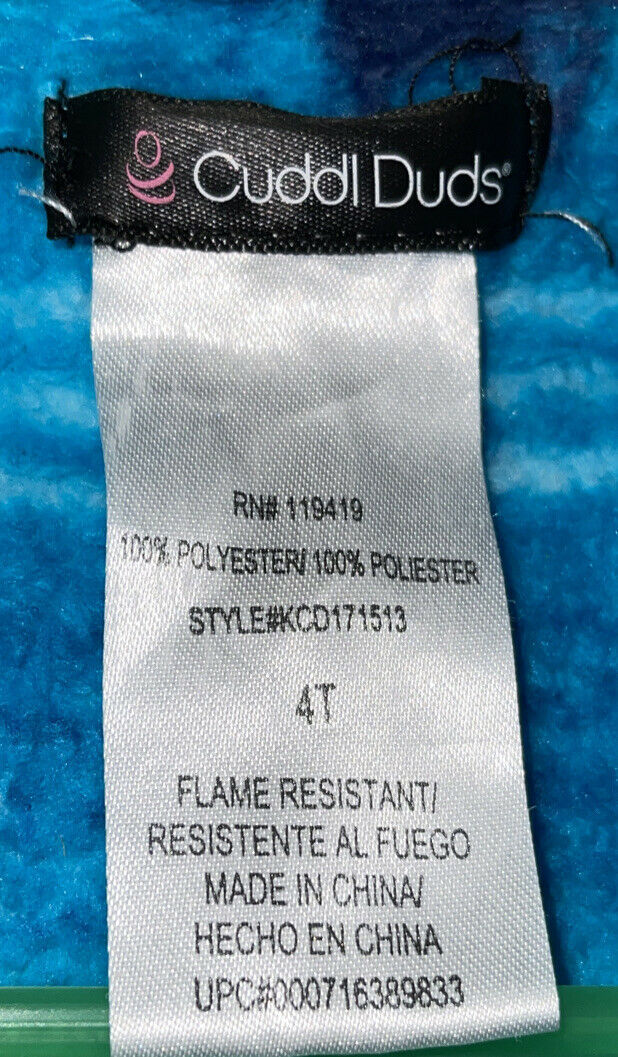 Cuddl Duds®
RN# 119419
100% POLYESTER/ 100% POLIESTER
STYLE#KCD171513
4T
FLAME RESISTANT/
RESISTENTE AL FUEGO
MADE IN CHINA/
HECHO EN CHINA
UPC#000716389833